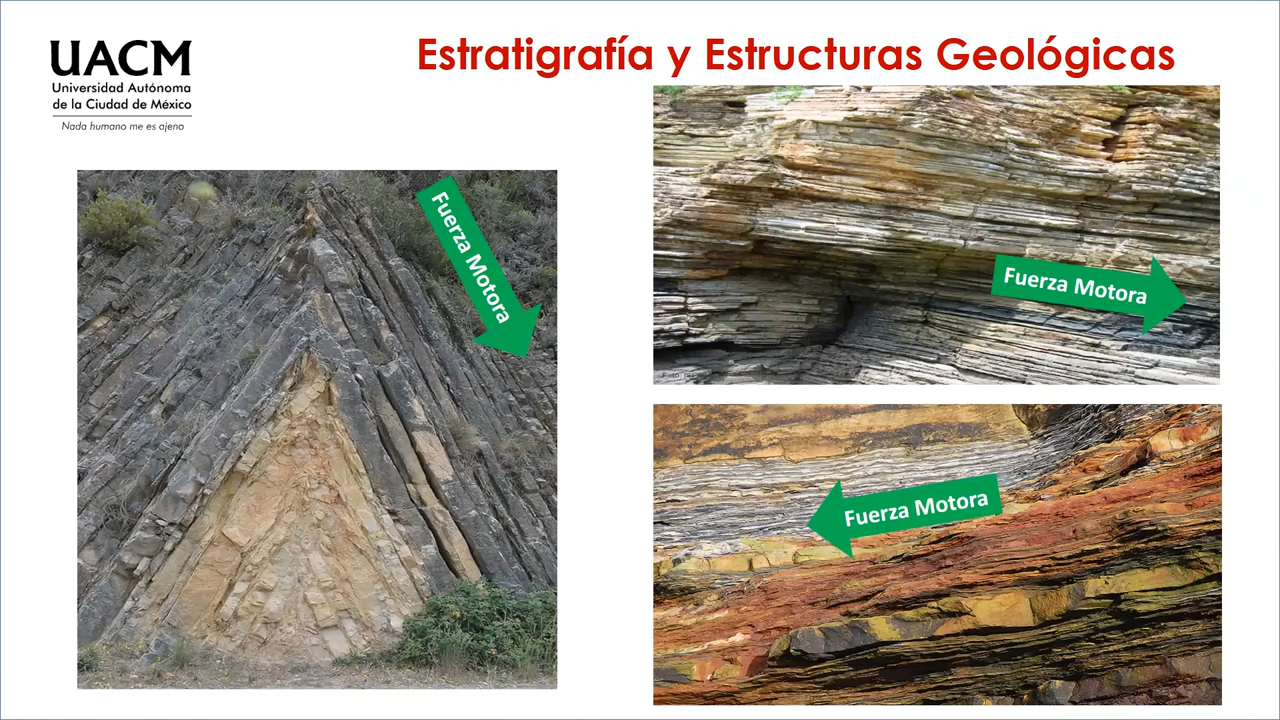 UACM
Universidad Autónoma
de la Ciudad de México
Nada humano me es ajeno
Estratigrafía y Estructuras Geológicas
Fuerza Motora
Fuerza Motora
Fuerza Motora